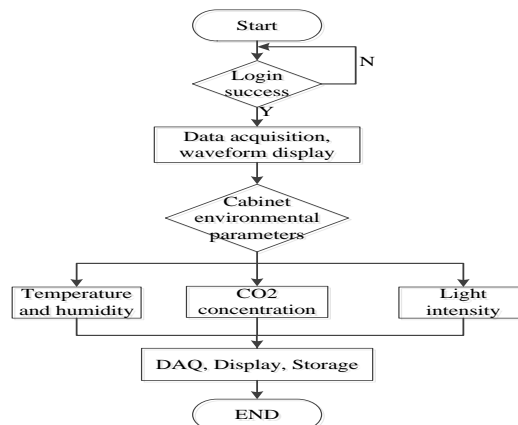 Start
N
Login
success
Y
Data acquisition,
waveform display
Cabinet
environmental
parameters
Temperature
and humidity
CO2
concentration
Light
intensity
DAQ, Display, Storage
END